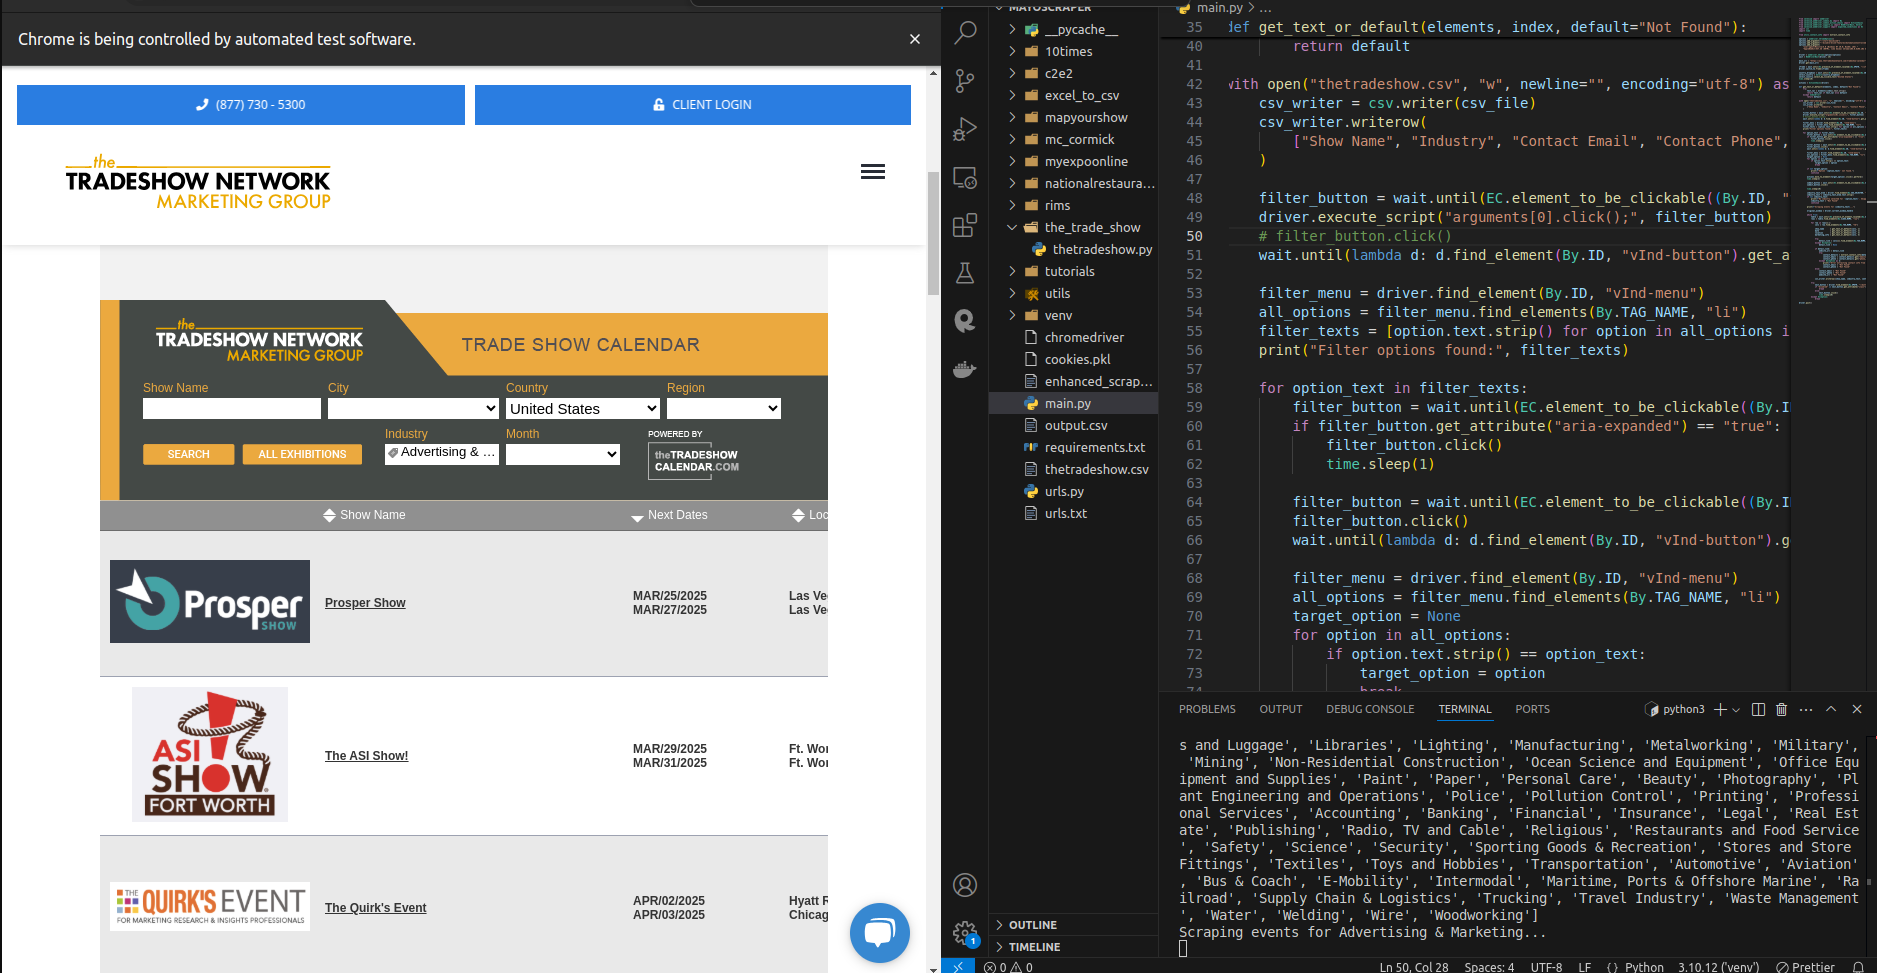 Chrome is being controlled by automated test software.
(877) 730 - 5300
CLIENT LOGIN
the
TRADESHOW NETWORK
MARKETING GROUP
the
TRADESHOW NETWORK
MARKETING GROUP
TRADE SHOW CALENDAR
Show Name City Country Region
United States
Industry Month
POWERED BY
SEARCH ALL EXHIBITIONS
Advertising & ...
theTRADESHOW
CALENDAR.COM
Show Name Next Dates Loc
Prosper
SHOW
Prosper Show
MAR/25/2025 Las Ve
MAR/27/2025 Las Ve
ASI
SHOW
FORT WORTH
The ASI Show!
MAR/29/2025 Ft. Wor
MAR/31/2025 Ft. Wor
THE
QUIRK'S EVENT
FOR MARKETING RESEARCH & INSIGHTS PROFESSIONALS
The Quirk's Event
APR/02/2025 Hyatt R
APR/03/2025 Chicag
MAYOSCRAPER
__pycache__
10times
c2e2
excel_to_csv
mapyourshow
mc_cormick
myexpoonline
nationalrestaura...
rims
the_trade_show
thetradeshow.py
tutorials
utils
venv
chromedriver
cookies.pkl
enhanced_scrap...
main.py
output.csv
requirements.txt
thetradeshow.csv
urls.py
urls.txt
OUTLINE
TIMELINE
1
main.py > ...
35 def get_text_or_default(elements, index, default="Not Found"):
40 return default
41
42 with open("thetradeshow.csv", "w", newline="", encoding="utf-8") as
43 csv_writer = csv.writer(csv_file)
44 csv_writer.writerow(
45 ["Show Name", "Industry", "Contact Email", "Contact Phone",
46 )
47
48 filter_button = wait.until(EC.element_to_be_clickable((By.ID, "
49 driver.execute_script("arguments[0].click();", filter_button)
50 # filter_button.click()
51 wait.until(lambda d: d.find_element(By.ID, "vInd-button").get_a
52
53 filter_menu = driver.find_element(By.ID, "vInd-menu")
54 all_options = filter_menu.find_elements(By.TAG_NAME, "li")
55 filter_texts = [option.text.strip() for option in all_options i
56 print("Filter options found:", filter_texts)
57
58 for option_text in filter_texts:
59 filter_button = wait.until(EC.element_to_be_clickable((By.I
60 if filter_button.get_attribute("aria-expanded") == "true":
61 filter_button.click()
62 time.sleep(1)
63
64 filter_button = wait.until(EC.element_to_be_clickable((By.I
65 filter_button.click()
66 wait.until(lambda d: d.find_element(By.ID, "vInd-button").g
67
68 filter_menu = driver.find_element(By.ID, "vInd-menu")
69 all_options = filter_menu.find_elements(By.TAG_NAME, "li")
70 target_option = None
71 for option in all_options:
72 if option.text.strip() == option_text:
73 target_option = option
74 break
PROBLEMS OUTPUT DEBUG CONSOLE TERMINAL PORTS python3
s and Luggage', 'Libraries', 'Lighting', 'Manufacturing', 'Metalworking', 'Military',
'Mining', 'Non-Residential Construction', 'Ocean Science and Equipment', 'Office Equ
ipment and Supplies', 'Paint', 'Paper', 'Personal Care', 'Beauty', 'Photography', 'Pl
ant Engineering and Operations', 'Police', 'Pollution Control', 'Printing', 'Professi
onal Services', 'Accounting', 'Banking', 'Financial', 'Insurance', 'Legal', 'Real Est
ate', 'Publishing', 'Radio, TV and Cable', 'Religious', 'Restaurants and Food Service
', 'Safety', 'Science', 'Security', 'Sporting Goods & Recreation', 'Stores and Store
Fittings', 'Textiles', 'Toys and Hobbies', 'Transportation', 'Automotive', 'Aviation'
, 'Bus & Coach', 'E-Mobility', 'Intermodal', 'Maritime, Ports & Offshore Marine', 'Ra
ilroad', 'Supply Chain & Logistics', 'Trucking', 'Travel Industry', 'Waste Management
', 'Water', 'Welding', 'Wire', 'Woodworking']
Scraping events for Advertising & Marketing...
0 0 Ln 50, Col 28 Spaces: 4 UTF-8 LF {} Python 3.10.12 ('venv') Prettier